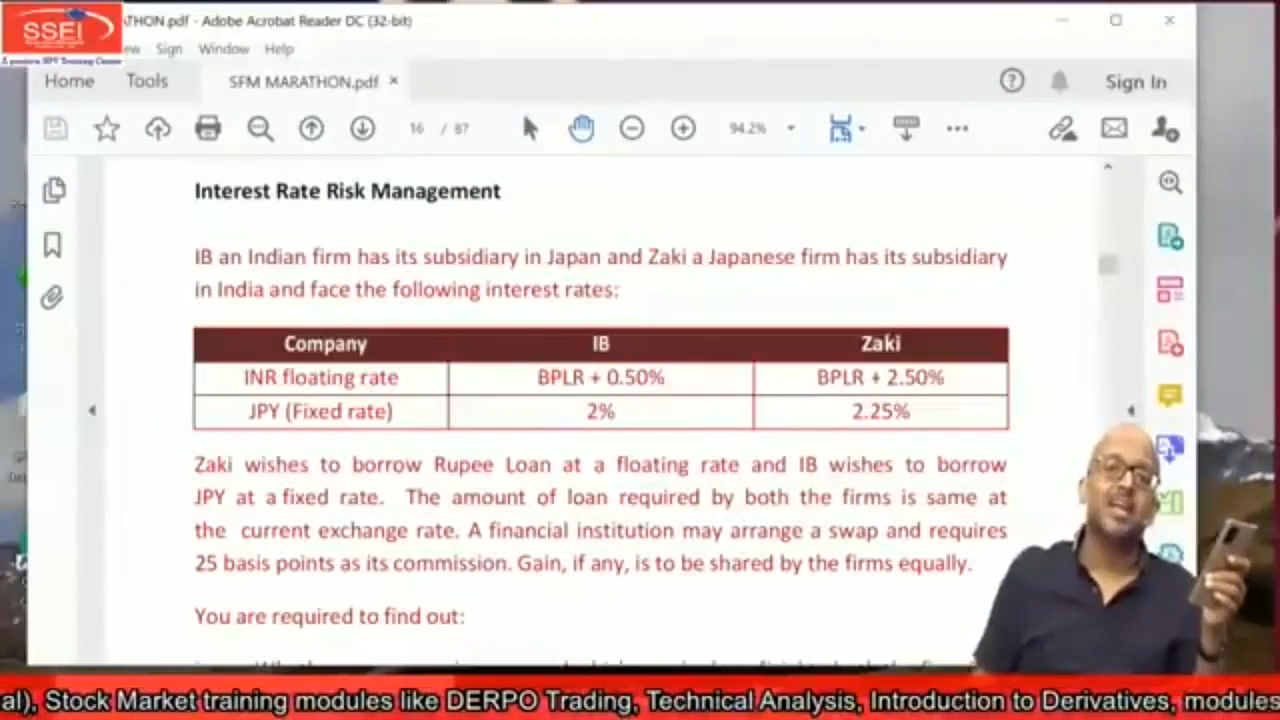 SSEI
ATHON.pdf - Adobe Acrobat Reader DC (32-bit)
ew Sign Window Help
Home Tools SFM MARATHON.pdf × Sign In
16 / 87 94.2%
Interest Rate Risk Management
IB an Indian firm has its subsidiary in Japan and Zaki a Japanese firm has its subsidiary
in India and face the following interest rates:
Company IB Zaki
INR floating rate BPLR + 0.50% BPLR + 2.50%
JPY (Fixed rate) 2% 2.25%
Zaki wishes to borrow Rupee Loan at a floating rate and IB wishes to borrow
JPY at a fixed rate. The amount of loan required by both the firms is same at
the current exchange rate. A financial institution may arrange a swap and requires
25 basis points as its commission. Gain, if any, is to be shared by the firms equally.
You are required to find out:
al), Stock Market training modules like DERPO Trading, Technical Analysis, Introduction to Derivatives, modules